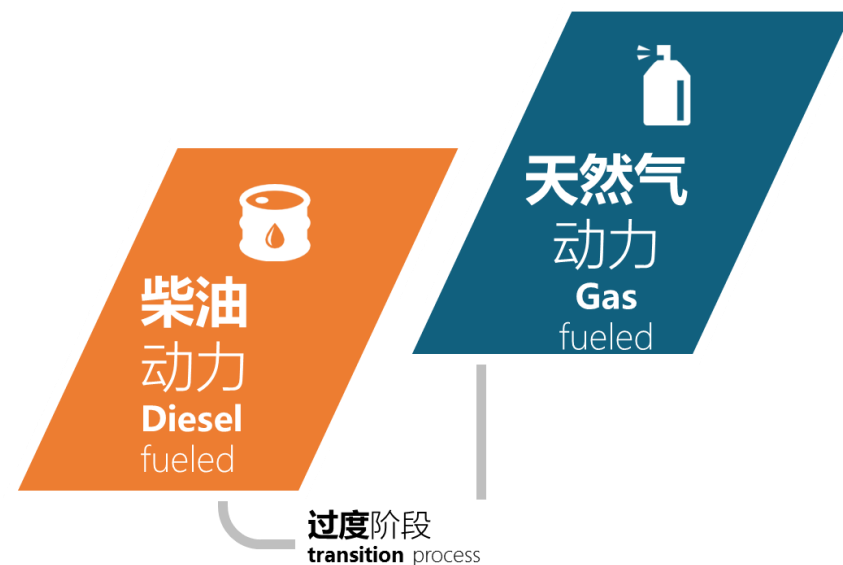 柴油
动力
Diesel
fueled
天然气
动力
Gas
fueled
过度阶段
transition process